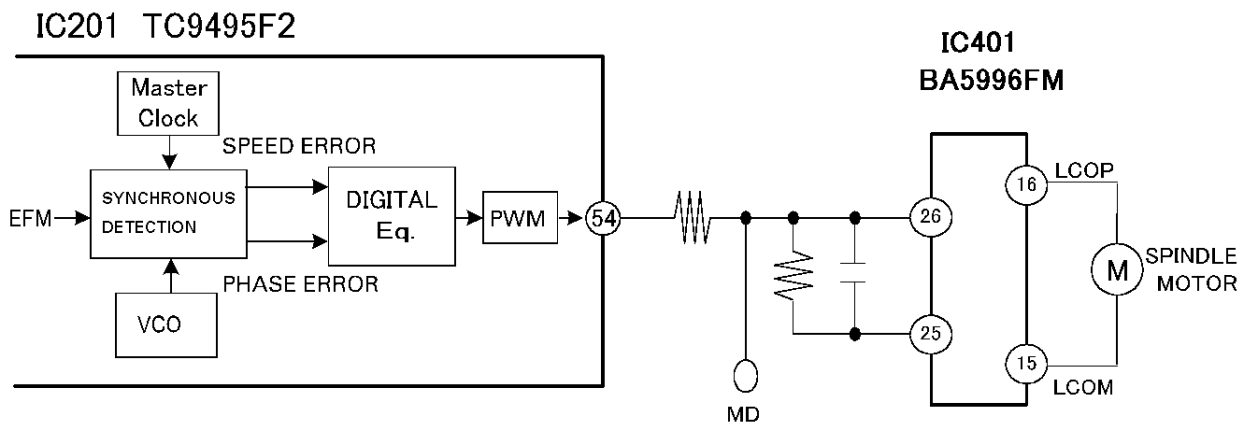 IC201 TC9495F2
IC401
BA5996FM
Master
Clock
SPEED ERROR
SYNCHRONOUS
DETECTION
EFM
DIGITAL
Eq.
PWM
54
26
16
LCOP
M
SPINDLE
MOTOR
PHASE ERROR
VCO
25
15
LCOM
MD